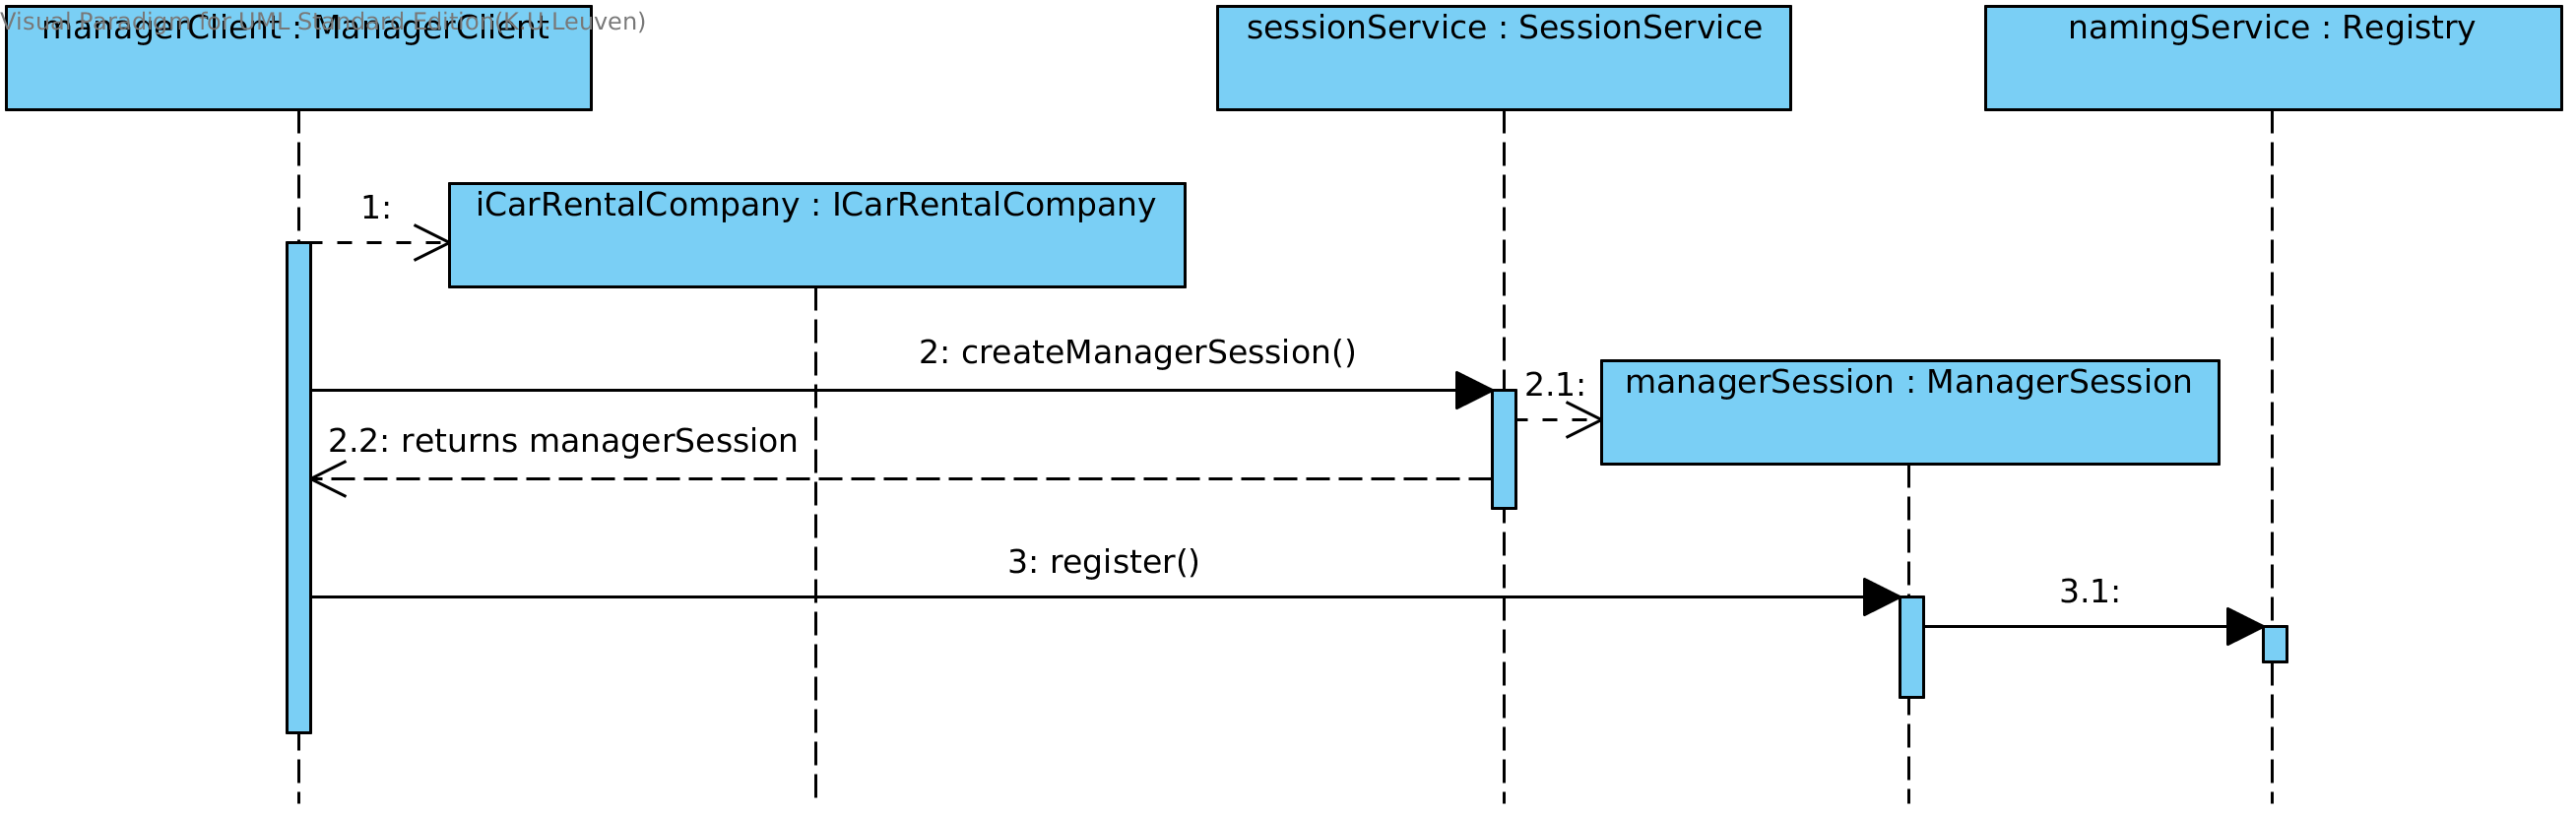 Visual Paradigm for UML Standard Edition(K.U.Leuven)
managerClient : ManagerClient
sessionService : SessionService
namingService : Registry
1:
iCarRentalCompany : ICarRentalCompany
2: createManagerSession()
2.1:
managerSession : ManagerSession
2.2: returns managerSession
3: register()
3.1: